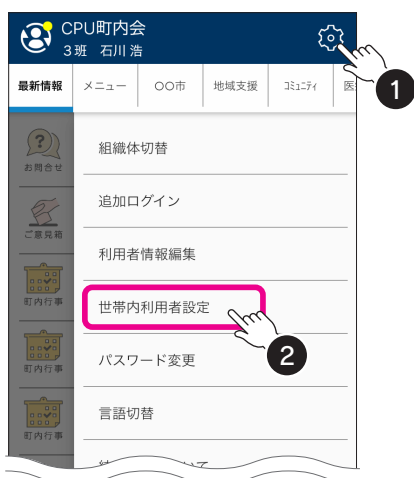 CPU町内会
3班 石川 浩
1
最新情報 メニュー 〇〇市 地域支援 ｺﾐｭﾆﾃｨ 医
お問合せ
組織体切替
ご意見箱
追加ログイン
利用者情報編集
町内行事
世帯内利用者設定
2
町内行事
パスワード変更
言語切替
町内行事